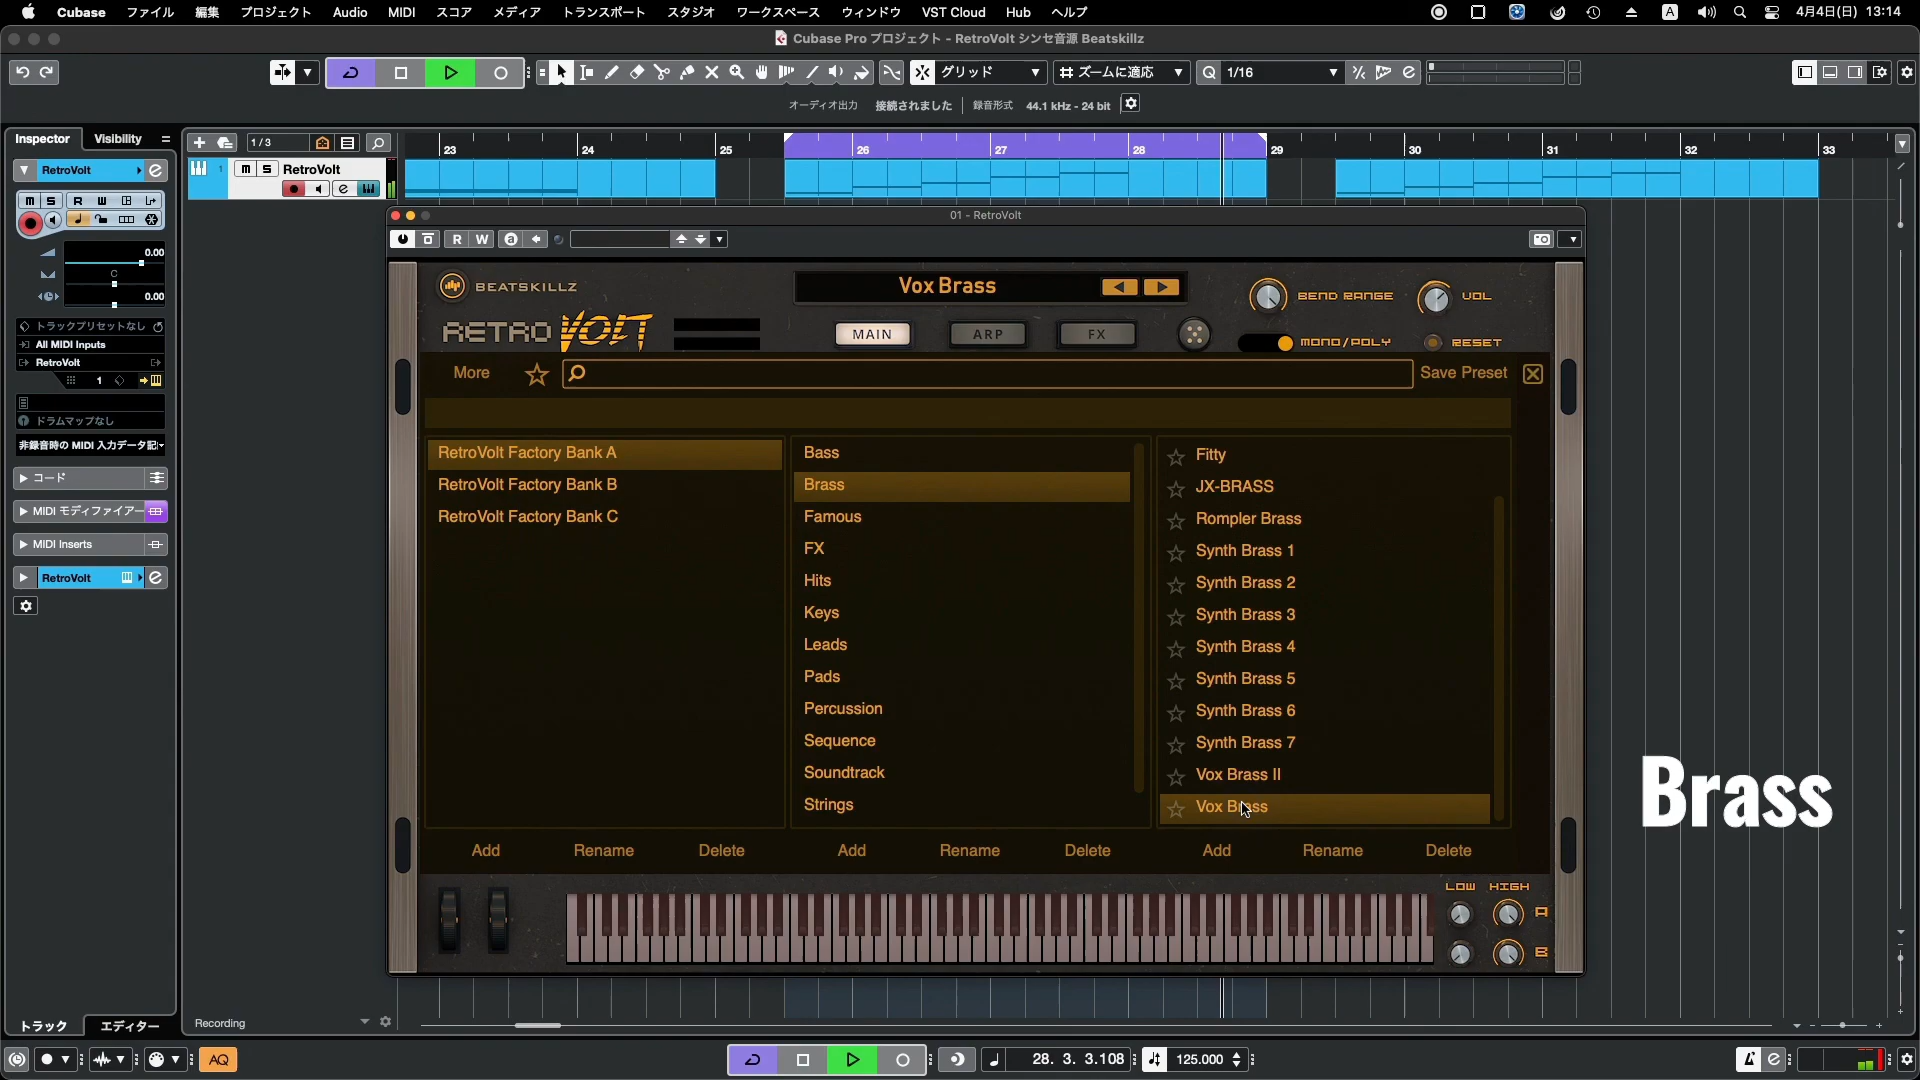 Cubase ファイル 編集 プロジェクト Audio MIDI スコア メディア トランスポート スタジオ ワークスペース ウィンドウ VST Cloud Hub ヘルプ A 4月4日(日) 13:14
Cubase Pro プロジェクト - RetroVolt シンセ音源 Beatskillz
グリッド ズームに適応 Q 1/16
オーディオ出力 接続されました 録音形式 44.1 kHz - 24 bit
Inspector Visibility 1/3 23 24 25 26 27 28 29 30 31 32 33
RetroVolt e 1 M S RetroVolt
M S R W
01 - RetroVolt
R W a
0.00
C
0.00
トラックプリセットなし
All MIDI Inputs
RetroVolt
1
ドラムマップなし
非録音時の MIDI 入力データ記
コード
MIDI モディファイアー
MIDI Inserts
RetroVolt
BEATSKILLZ Vox Brass BEND RANGE VOL
RETRO VOLT MAIN ARP FX MONO/POLY RESET
More Save Preset
RetroVolt Factory Bank A
RetroVolt Factory Bank B
RetroVolt Factory Bank C
Bass
Brass
Famous
FX
Hits
Keys
Leads
Pads
Percussion
Sequence
Soundtrack
Strings
Fitty
JX-BRASS
Rompler Brass
Synth Brass 1
Synth Brass 2
Synth Brass 3
Synth Brass 4
Synth Brass 5
Synth Brass 6
Synth Brass 7
Vox Brass II
Vox Brass
Add Rename Delete Add Rename Delete Add Rename Delete
LOW HIGH
A
B
Brass
トラック エディター Recording
AQ 28. 3. 3.108 125.000